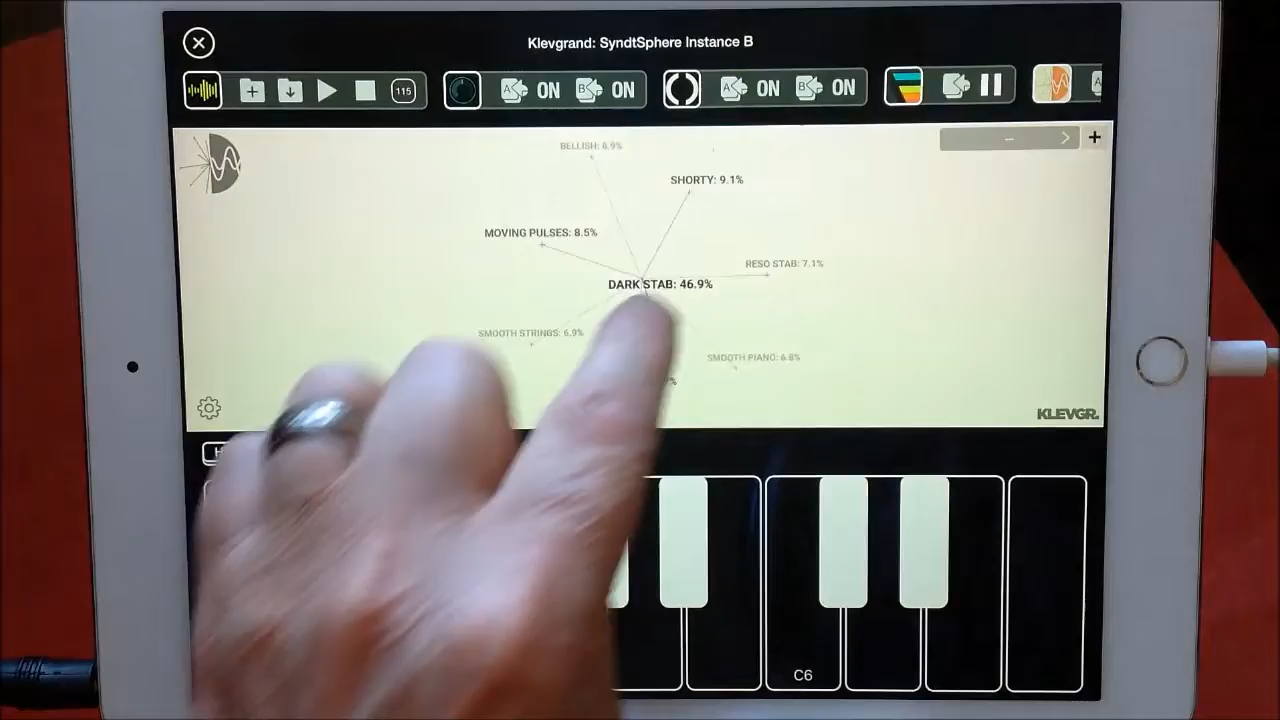 Klevgrand: SyndtSphere Instance B
115
A
ON
B
ON
A
ON
B
ON
BELLISH: 6.9%
SHORTY: 9.1%
MOVING PULSES: 8.5%
RESO STAB: 7.1%
DARK STAB: 46.9%
SMOOTH STRINGS: 6.9%
SMOOTH PIANO: 6.8%
KLEVGR.
C6